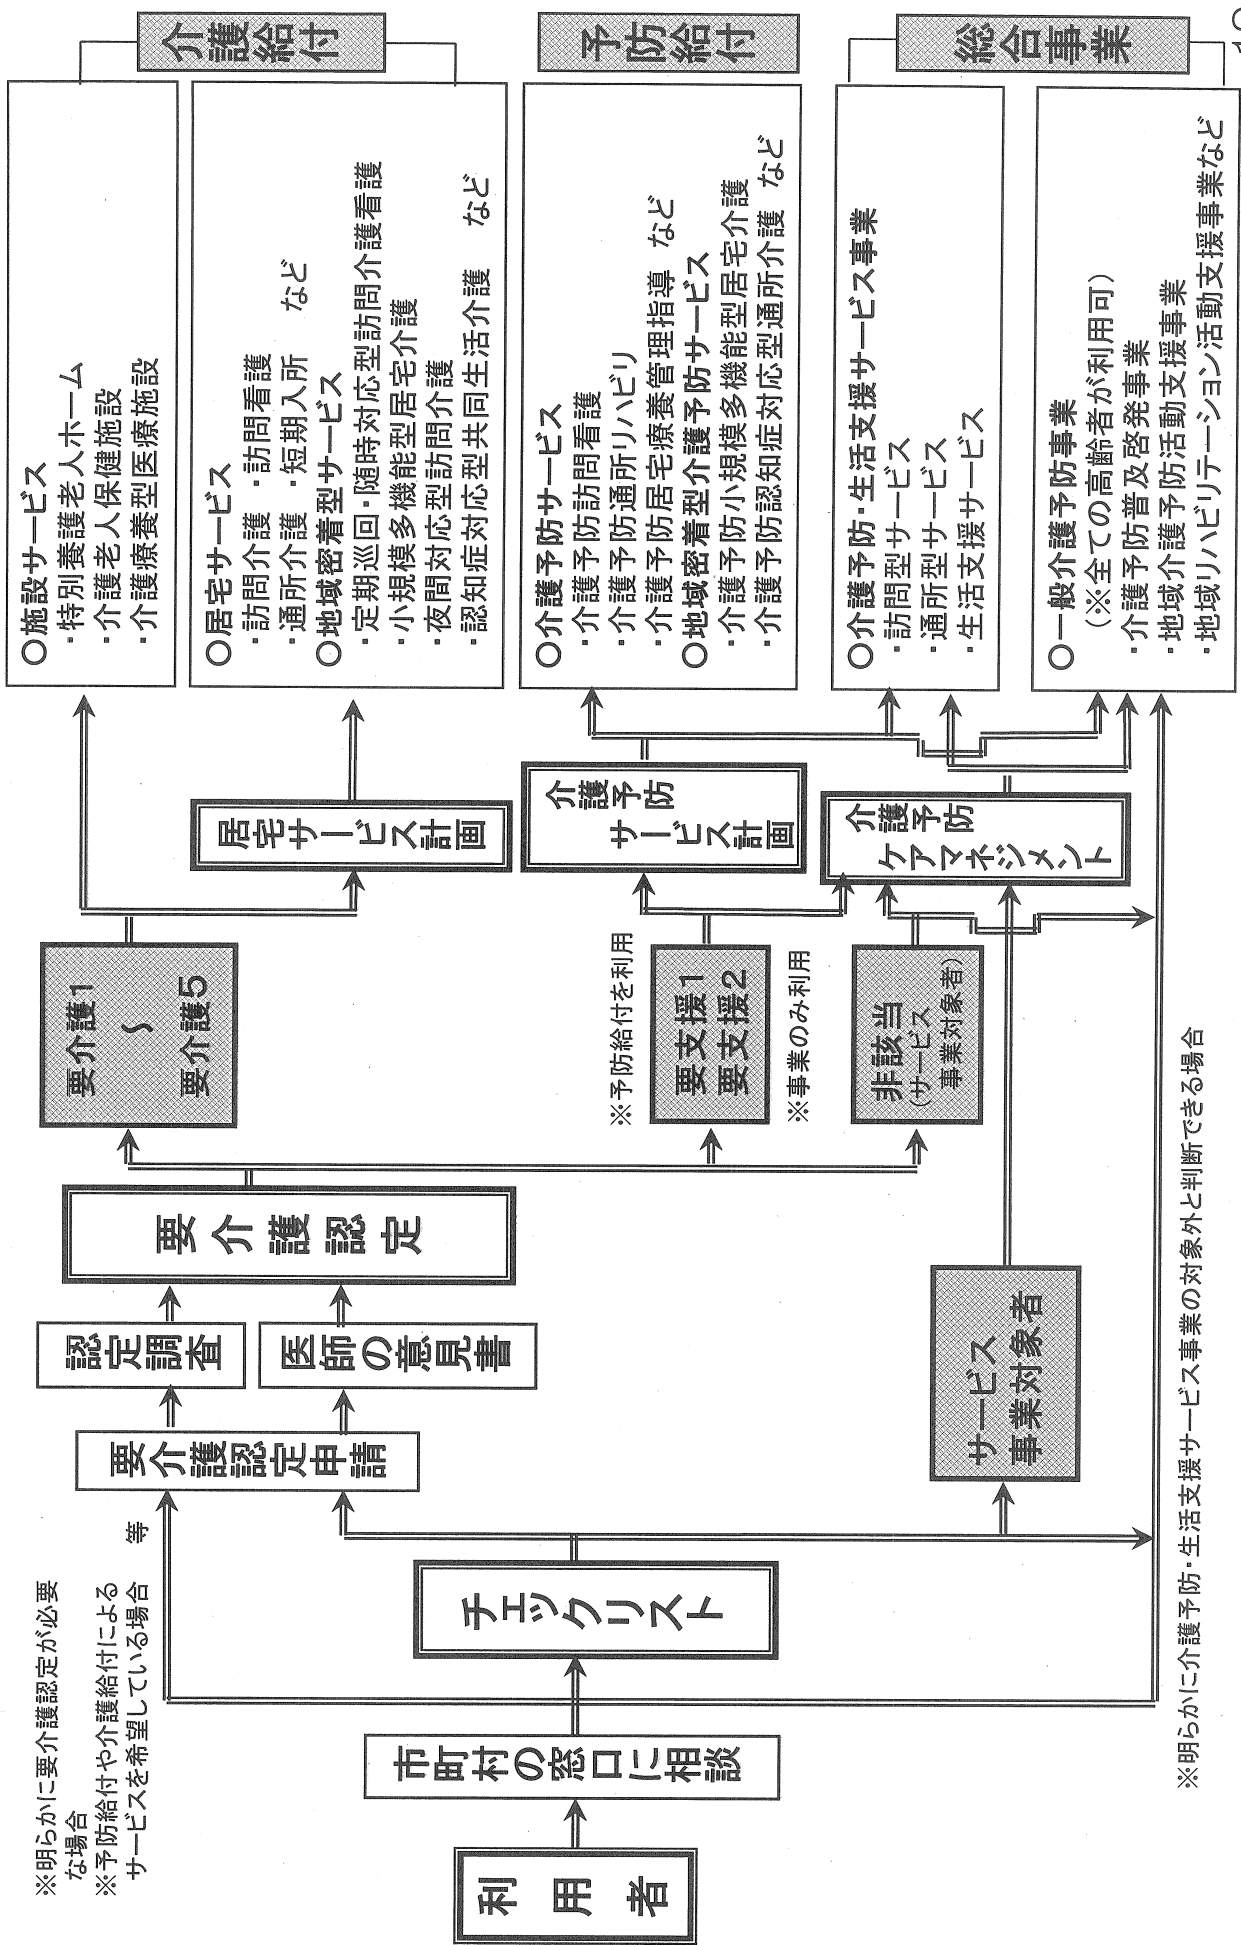 利用者
市町村の窓口に相談
※明らかに要介護認定が必要
な場合
※予防給付や介護給付による
サービスを希望している場合 等
チェックリスト
要介護認定申請
認定調査
医師の意見書
要介護認定
サービス
事業対象者
要介護1
～
要介護5
※予防給付を利用
要支援1
要支援2
※事業のみ利用
非該当
(サービス
事業対象者)
居宅サービス計画
介護予防
サービス計画
介護予防
ケアマネジメント
○施設サービス
・特別養護老人ホーム
・介護老人保健施設
・介護療養型医療施設
○居宅サービス
・訪問介護 ・訪問看護
・通所介護 ・短期入所 など
○地域密着型サービス
・定期巡回・随時対応型訪問介護看護
・小規模多機能型居宅介護
・夜間対応型訪問介護
・認知症対応型共同生活介護 など
介護給付
○介護予防サービス
・介護予防訪問看護
・介護予防通所リハビリ
・介護予防居宅療養管理指導 など
○地域密着型介護予防サービス
・介護予防小規模多機能型居宅介護
・介護予防認知症対応型通所介護 など
予防給付
○介護予防・生活支援サービス事業
・訪問型サービス
・通所型サービス
・生活支援サービス
○一般介護予防事業
(※全ての高齢者が利用可)
・介護予防普及啓発事業
・地域介護予防活動支援事業
・地域リハビリテーション活動支援事業など
総合事業
※明らかに介護予防・生活支援サービス事業の対象外と判断できる場合